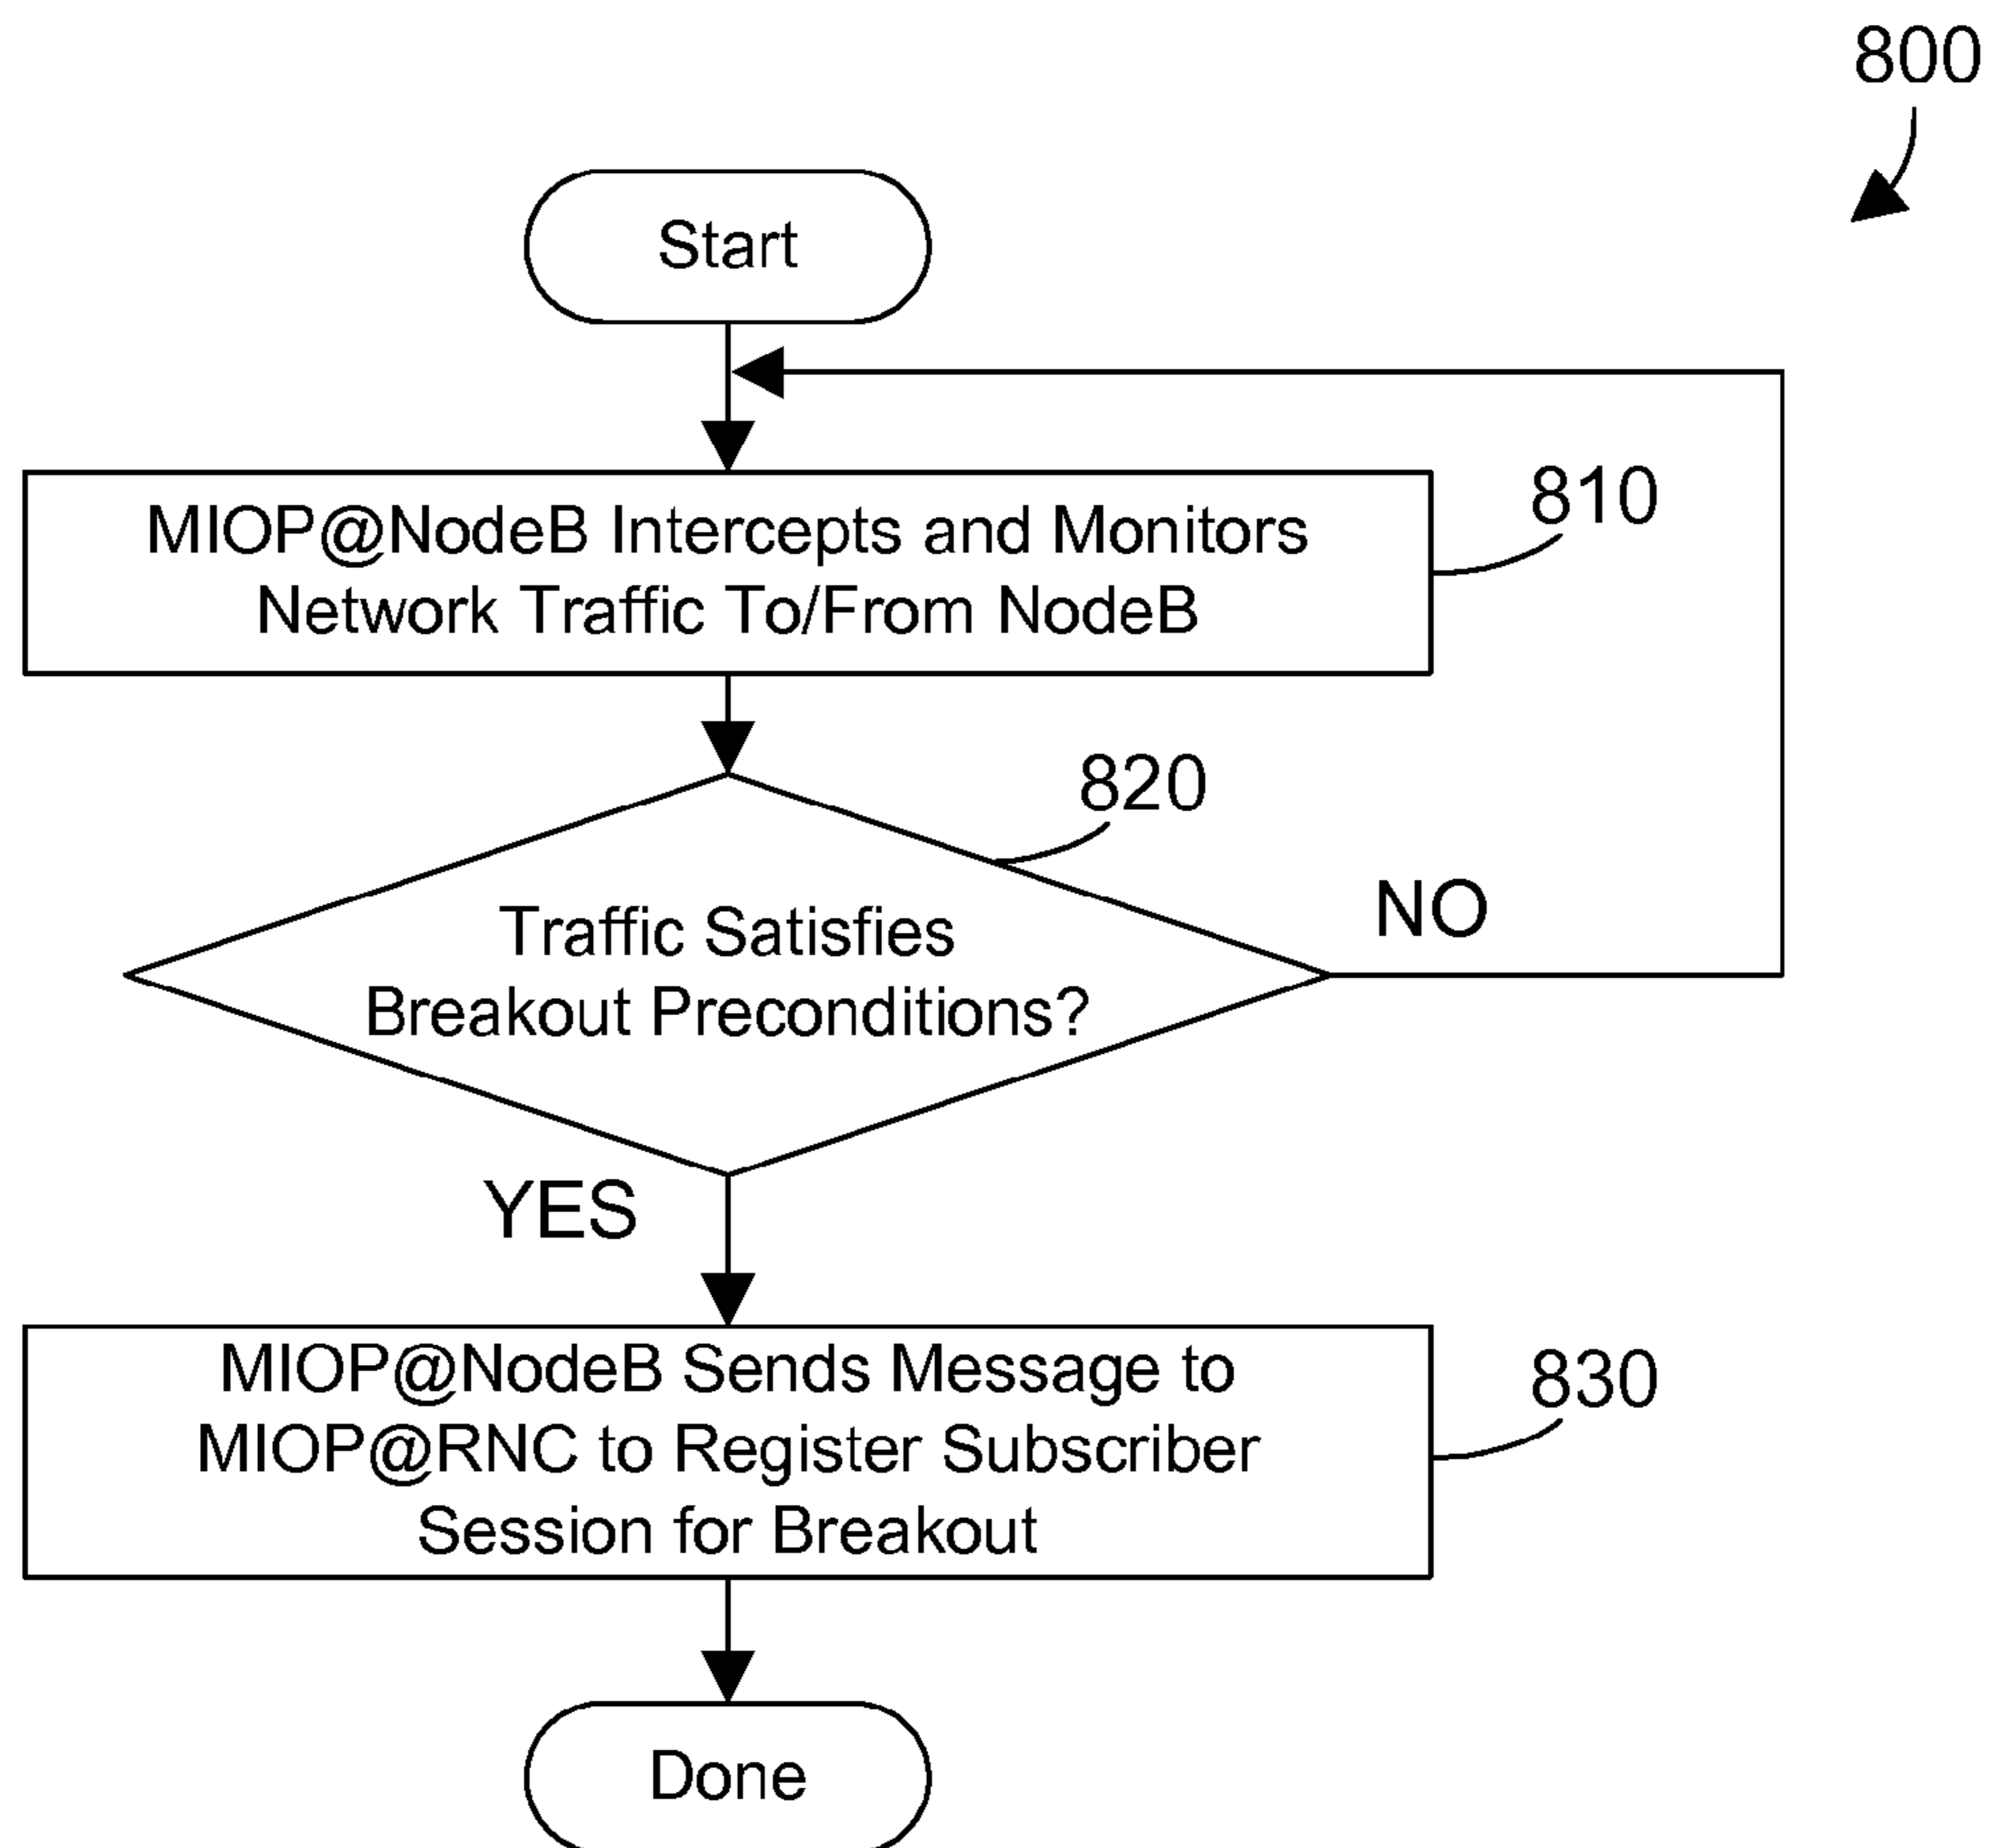 800
Start
MIOP@NodeB Intercepts and Monitors
Network Traffic To/From NodeB
810
820
Traffic Satisfies
Breakout Preconditions?
NO
YES
MIOP@NodeB Sends Message to
MIOP@RNC to Register Subscriber
Session for Breakout
830
Done